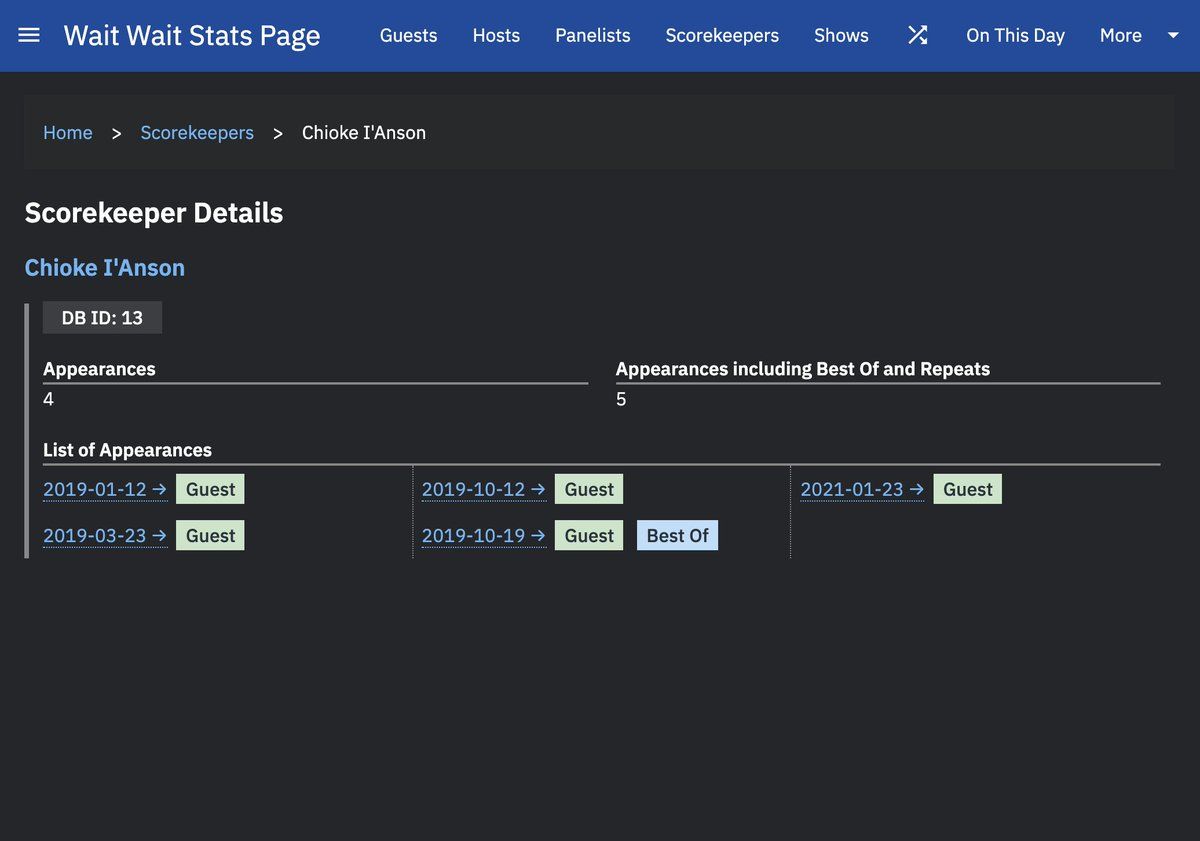 Wait Wait Stats Page Guests Hosts Panelists Scorekeepers Shows On This Day More
Home > Scorekeepers > Chioke I'Anson
Scorekeeper Details
Chioke I'Anson
DB ID: 13
Appearances
4
Appearances including Best Of and Repeats
5
List of Appearances
2019-01-12 → Guest
2019-03-23 → Guest
2019-10-12 → Guest
2019-10-19 → Guest Best Of
2021-01-23 → Guest